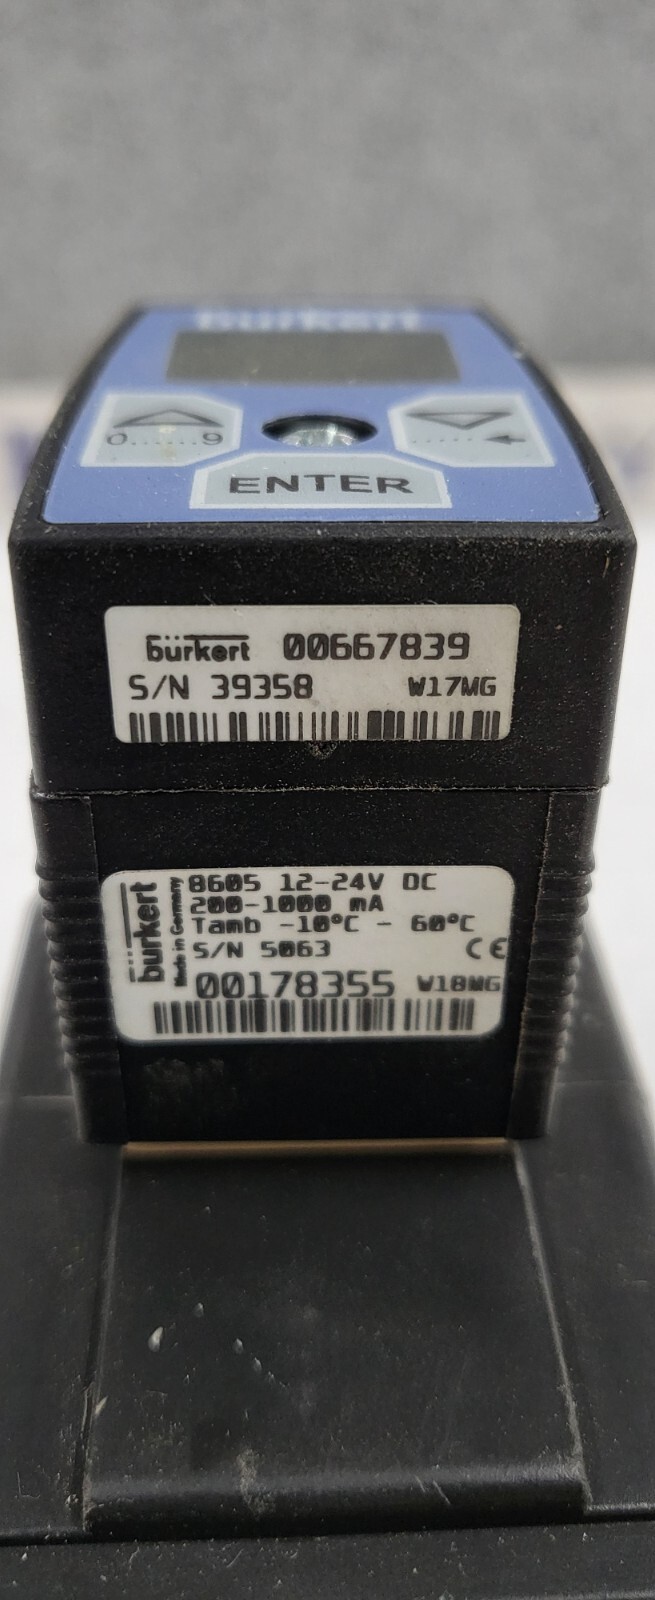 burkert
0......9
.....
ENTER
bürkert 00667839
S/N 39358 W17MG
bürkert
Made in Germany
8605 12-24V DC
200-1000 mA
Tamb -10°C - 60°C
S/N 5063 CE
00178355 W18MG